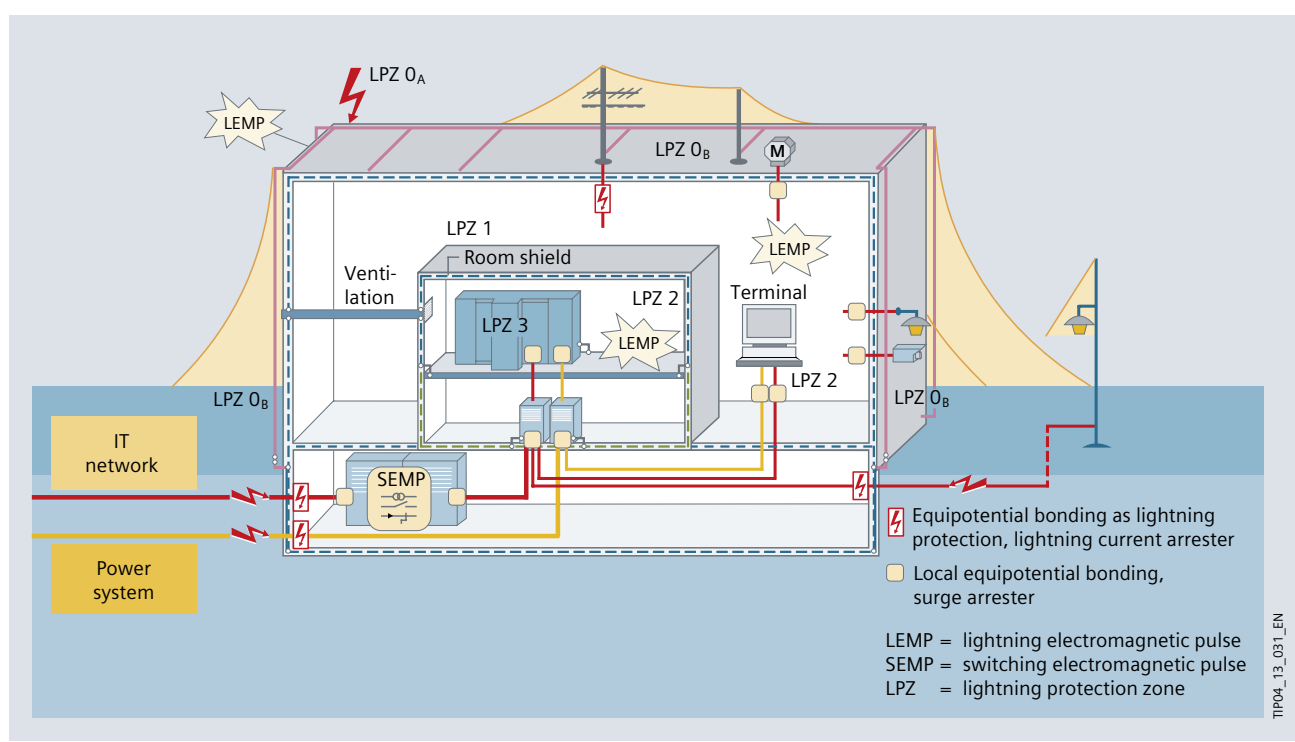 LPZ 0A
LEMP
LPZ 0B
M
LPZ 1
LEMP
Room shield
Venti-
lation
LPZ 2
Terminal
LPZ 3
LEMP
LPZ 2
LPZ 0B
LPZ 0B
IT
network
SEMP
Power
system
Equipotential bonding as lightning
protection, lightning current arrester
Local equipotential bonding,
surge arrester
LEMP = lightning electromagnetic pulse
SEMP = switching electromagnetic pulse
LPZ = lightning protection zone
TIP04_13_031_EN